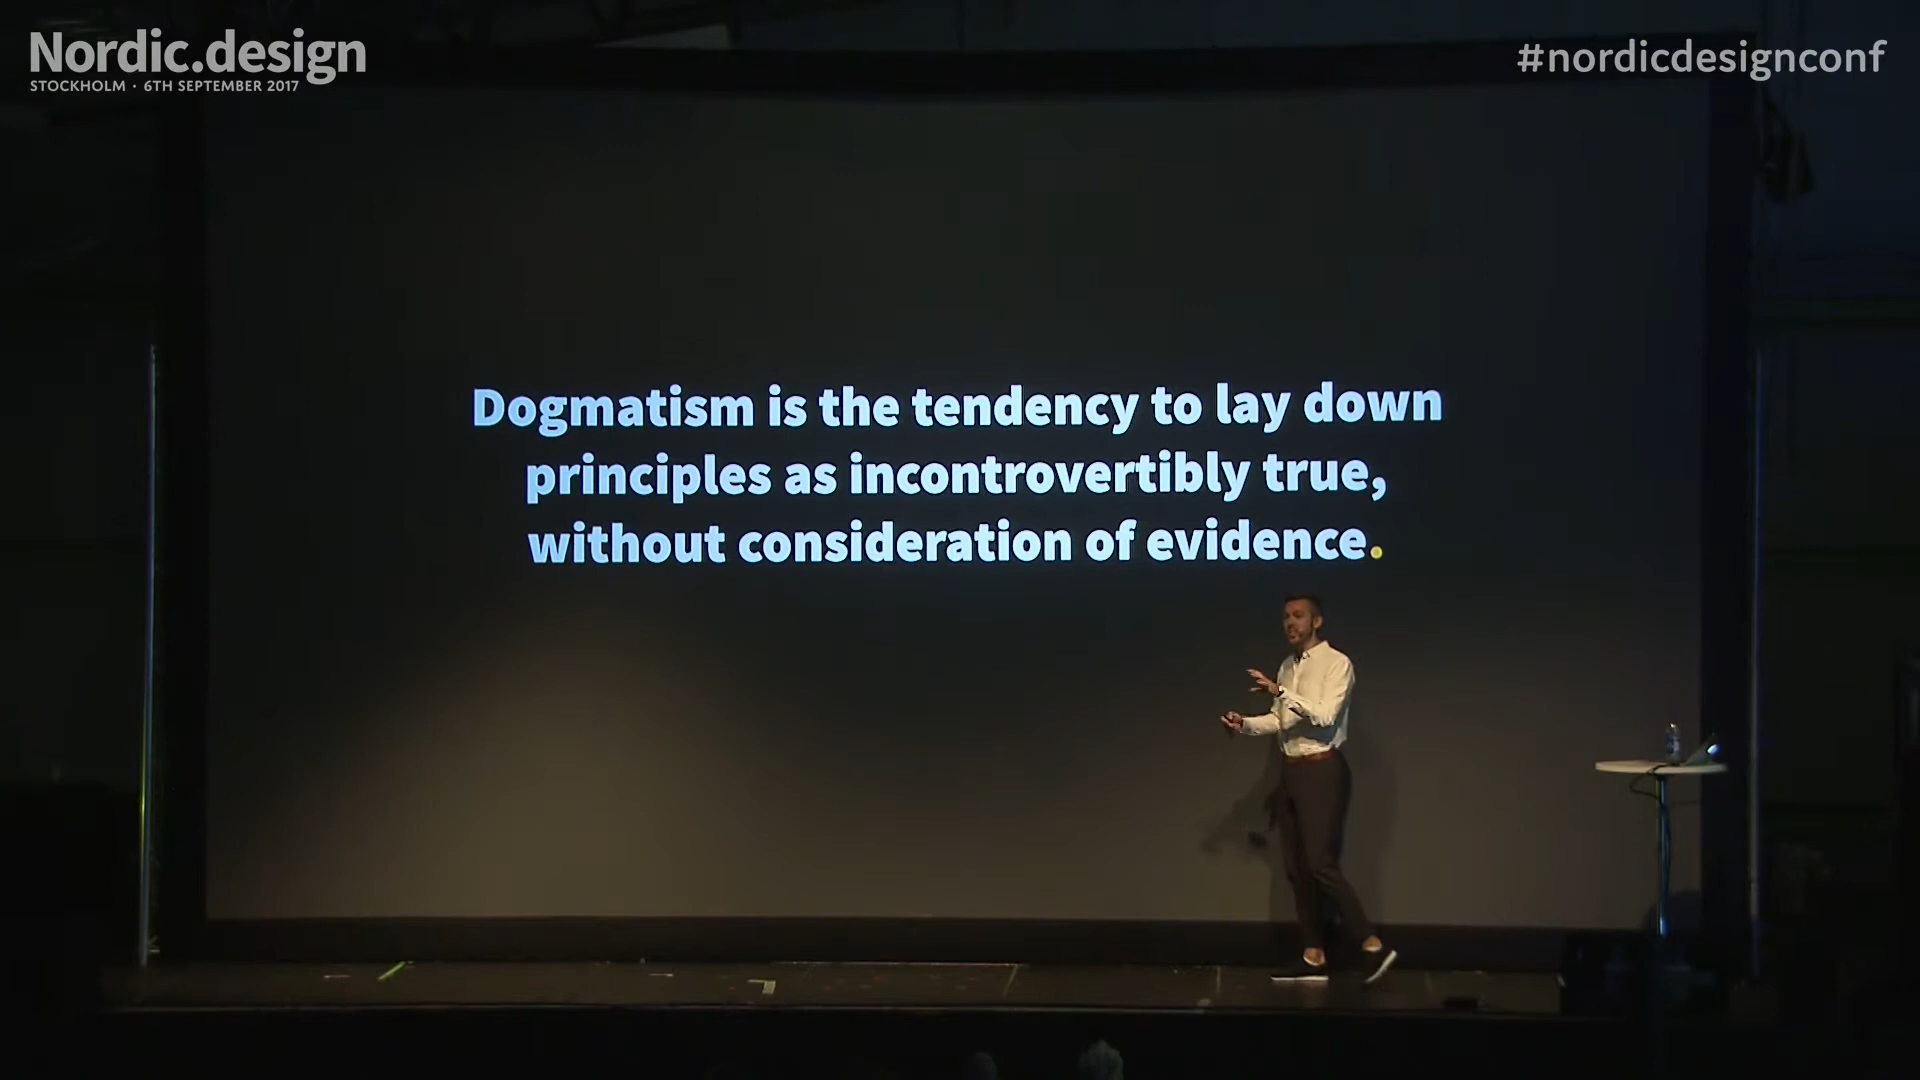 Nordic.design
STOCKHOLM · 6TH SEPTEMBER 2017
#nordicdesignconf
Dogmatism is the tendency to lay down
principles as incontrovertibly true,
without consideration of evidence.